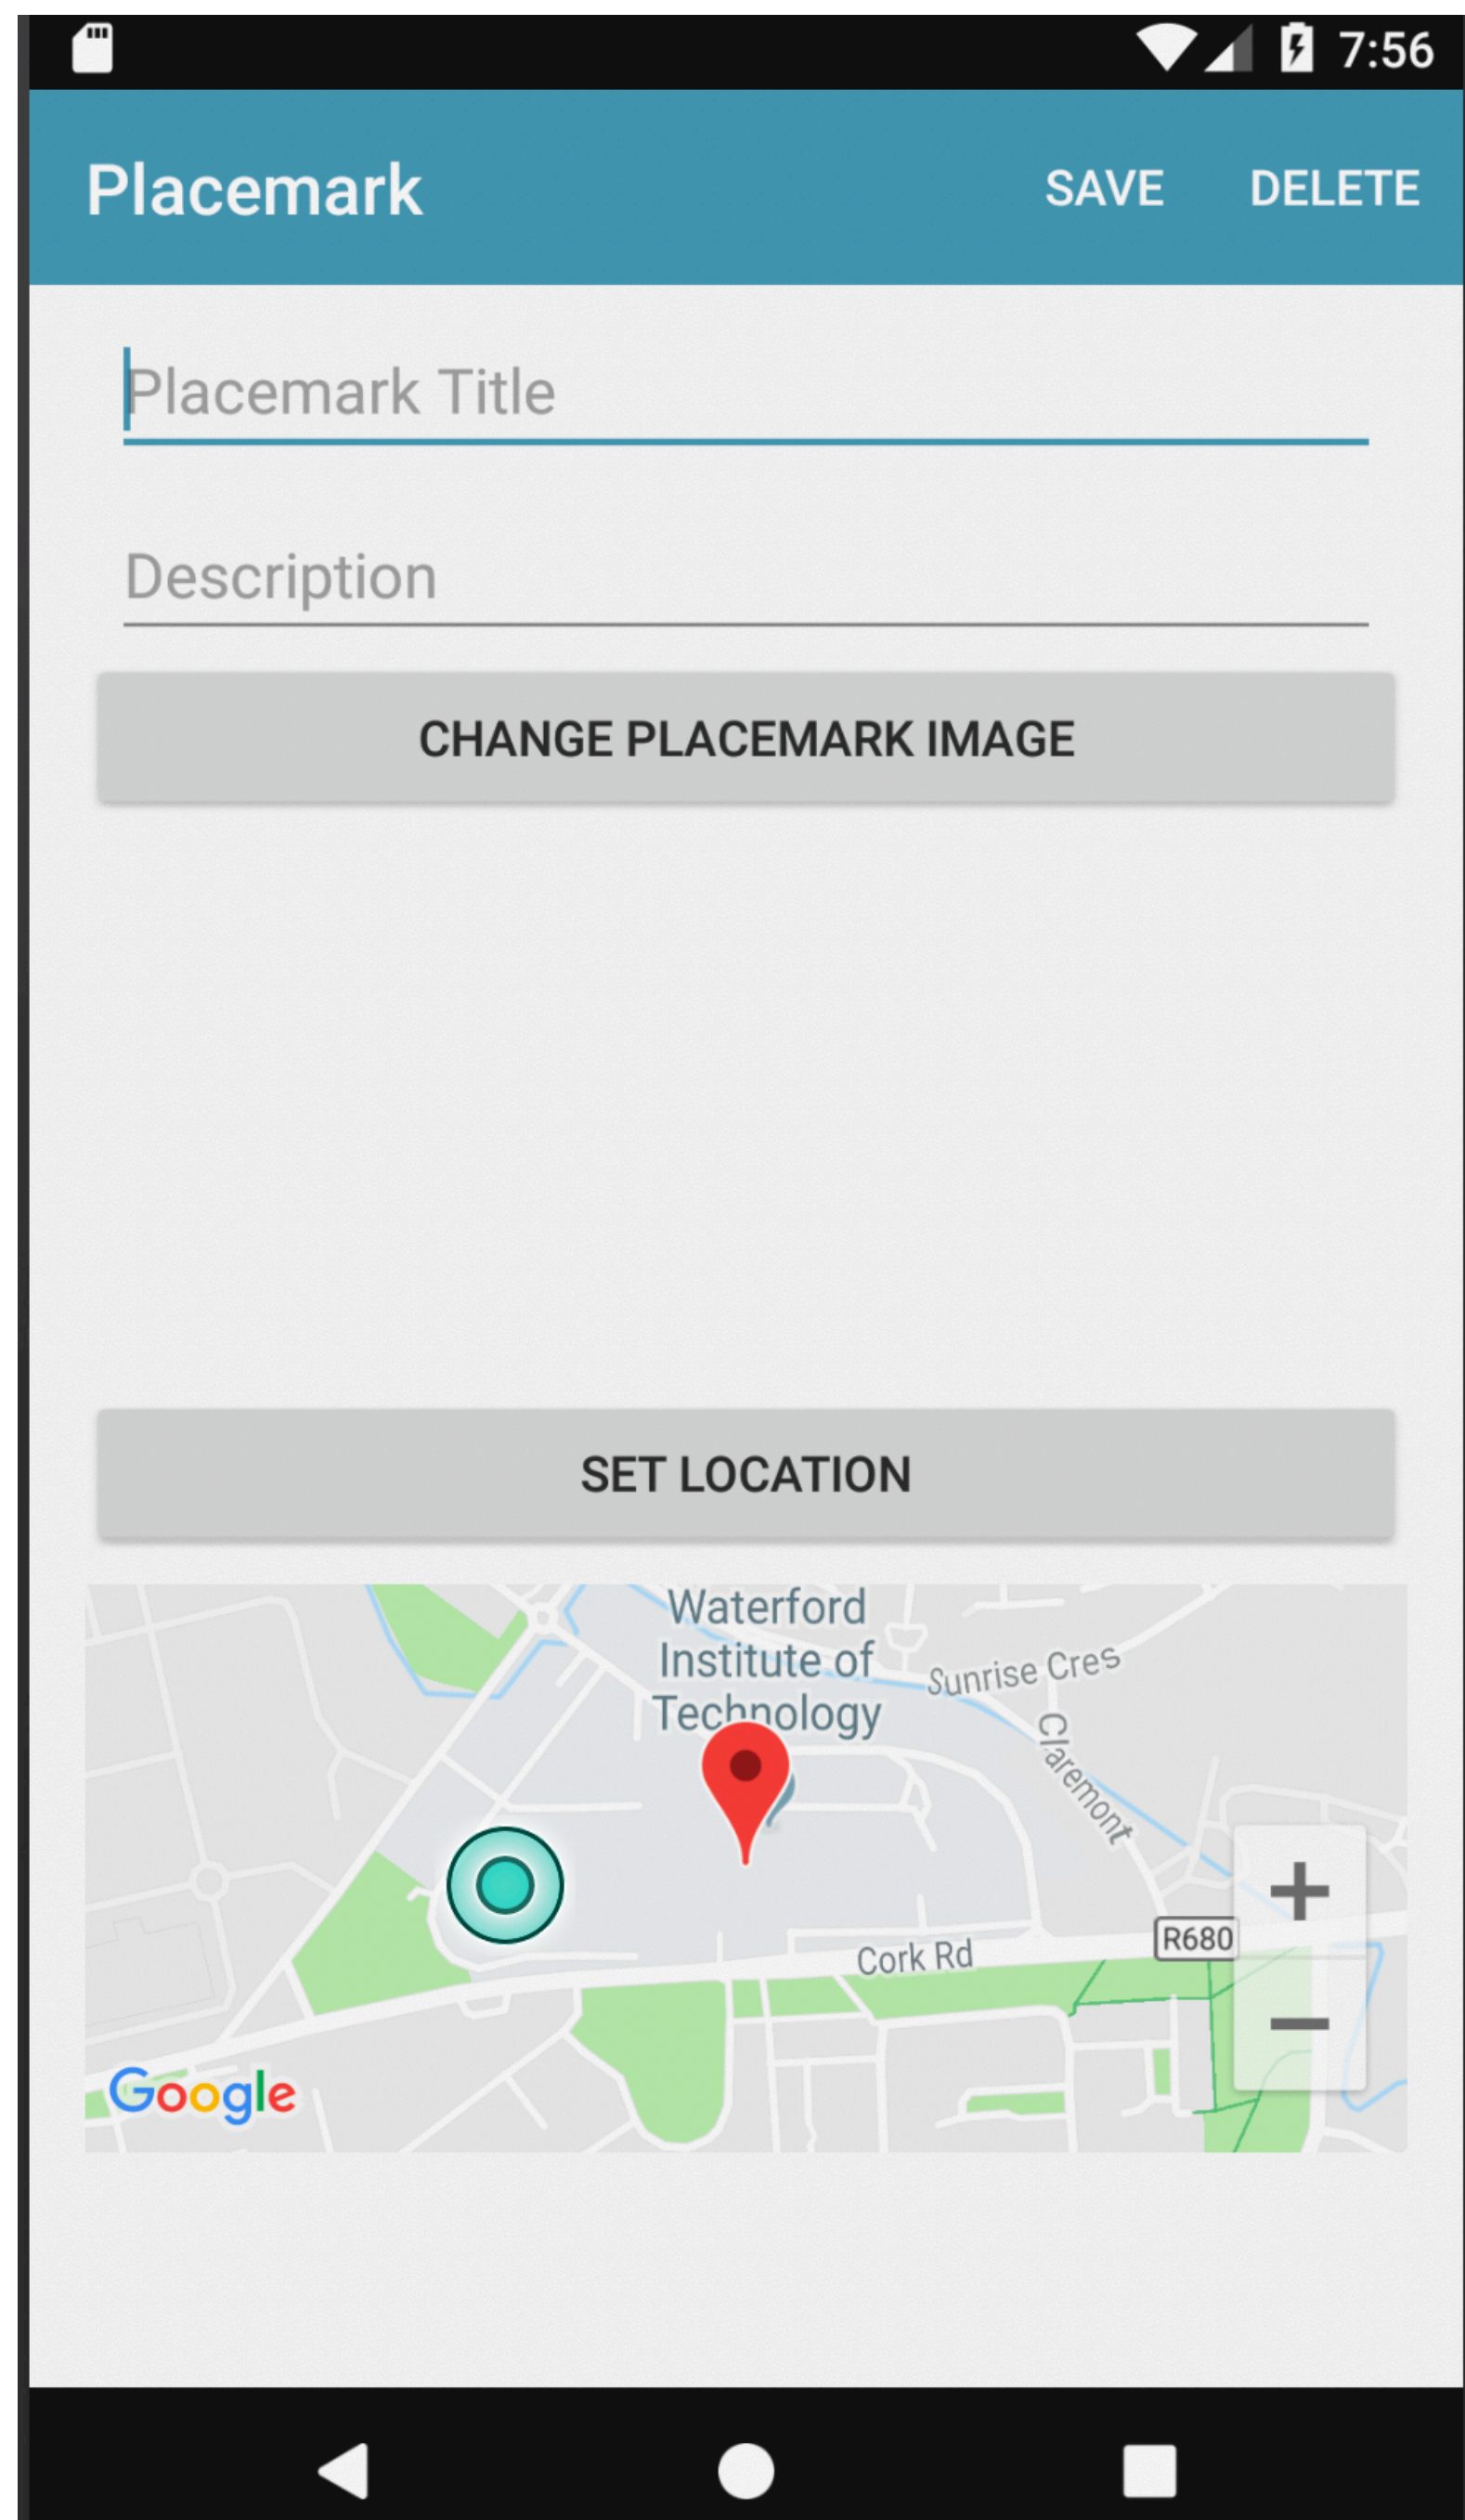 7:56
Placemark SAVE DELETE
Placemark Title
Description
CHANGE PLACEMARK IMAGE
SET LOCATION
Waterford
Institute of
Technology
Sunrise Cres
Claremont
Cork Rd
R680
Google